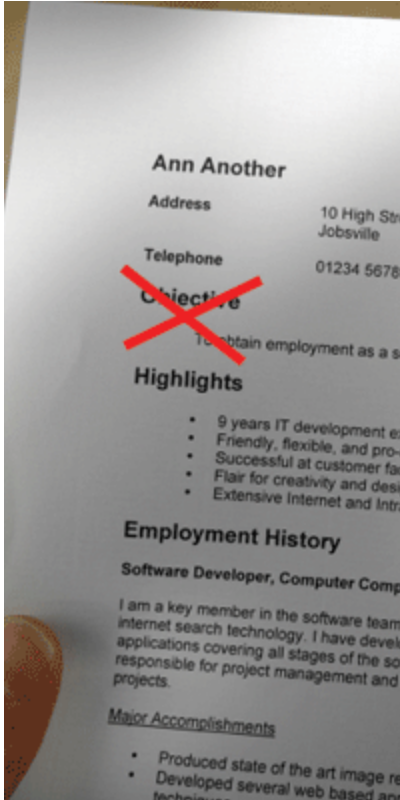 Ann Another
Address 10 High Str
Jobsville
Telephone 01234 5678
Objective
To obtain employment as a s
Highlights
9 years IT development e
Friendly, flexible, and pro-
Successful at customer fa
Flair for creativity and desi
Extensive Internet and Intr
Employment History
Software Developer, Computer Comp
I am a key member in the software team
internet search technology. I have devel
applications covering all stages of the so
responsible for project management and
projects.
Major Accomplishments
Produced state of the art image re
Developed several web based app
technique